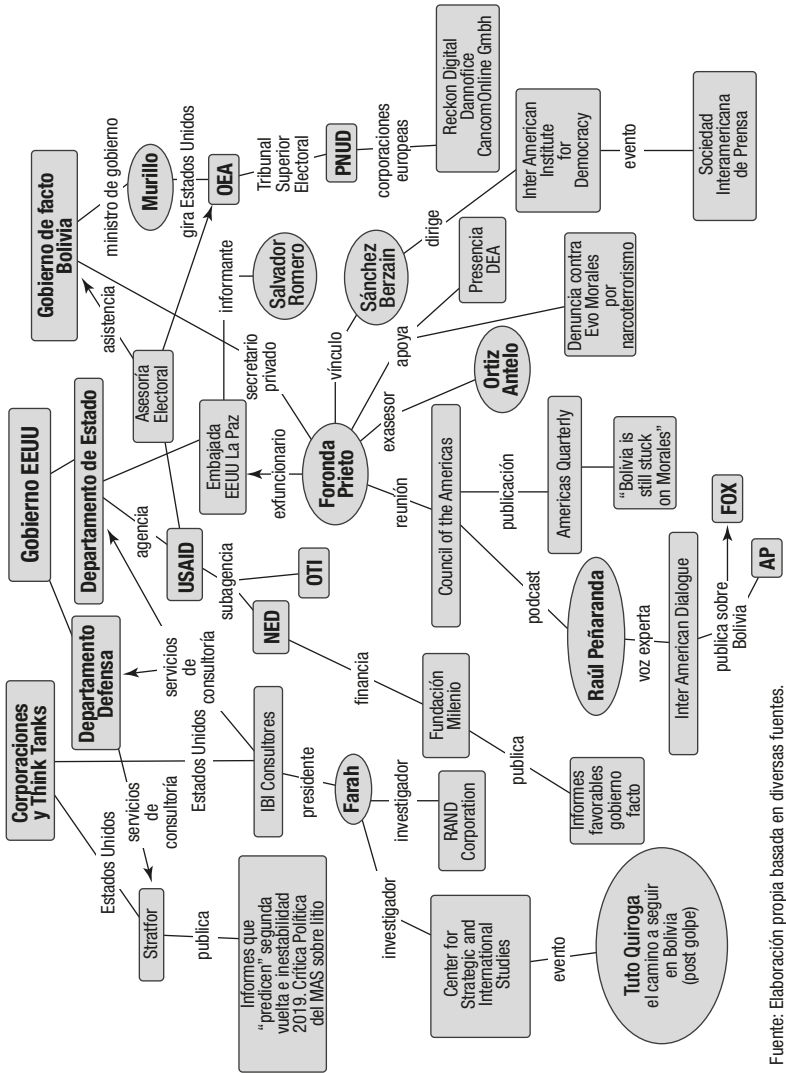 Corporaciones
y Think Tanks
Gobierno EEUU
Gobierno de facto
Bolivia
Estados Unidos
Estados Unidos
Departamento
Defensa
Departamento de Estado
asistencia
ministro de gobierno
Murillo
servicios
de
consultoría
servicios
de
consultoría
agencia
Asesoría
Electoral
gira Estados Unidos
Stratfor
USAID
OEA
publica
IBI Consultores
subagencia
Embajada
EEUU La Paz
secretario
privado
informante
Tribunal
Superior
Electoral
Informes que
“predicen” segunda
vuelta e inestabilidad
2019. Crítica Política
del MAS sobre litio
presidente
NED
OTI
exfuncionario
Salvador
Romero
PNUD
Farah
financia
Foronda
Prieto
vínculo
Sánchez
Berzain
corporaciones
europeas
investigador
investigador
RAND
Corporation
Fundación
Milenio
reunión
exasesor
apoya
dirige
Reckon Digital
Dannofice
CancomOnline Gmbh
Center for
Strategic and
International
Studies
publica
Council of the Americas
Ortiz
Antelo
Presencia
DEA
Inter American
Institute
for
Democracy
evento
Informes
favorables
gobierno
facto
podcast
publicación
Denuncia contra
Evo Morales
por
narcoterrorismo
evento
Tuto Quiroga
el camino a seguir
en Bolivia
(post golpe)
Raúl Peñaranda
Americas Quarterly
Sociedad
Interamericana
de Prensa
voz experta
“Bolivia is
still stuck
on Morales”
Inter American Dialogue
publica sobre
Bolivia
FOX
AP
Fuente: Elaboración propia basada en diversas fuentes.